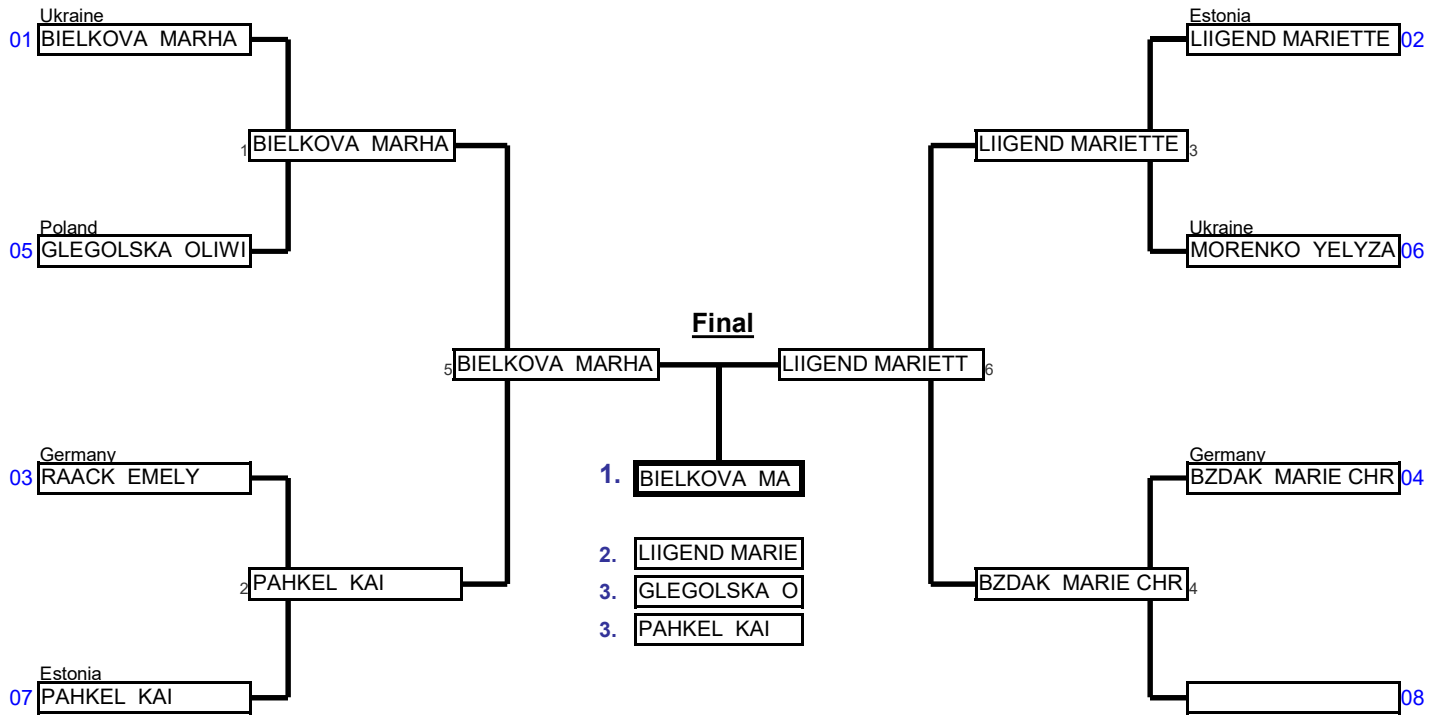 Ukraine
01 BIELKOVA MARHA
Estonia
LIIGEND MARIETTE 02
1 BIELKOVA MARHA
LIIGEND MARIETTE 3
Poland
05 GLEGOLSKA OLIWI
Ukraine
MORENKO YELYZA 06
Final
5 BIELKOVA MARHA
LIIGEND MARIETT 6
Germany
03 RAACK EMELY
1. BIELKOVA MA
Germany
BZDAK MARIE CHR 04
2. LIIGEND MARIE
2 PAHKEL KAI
3. GLEGOLSKA O
BZDAK MARIE CHR 4
3. PAHKEL KAI
Estonia
07 PAHKEL KAI
08